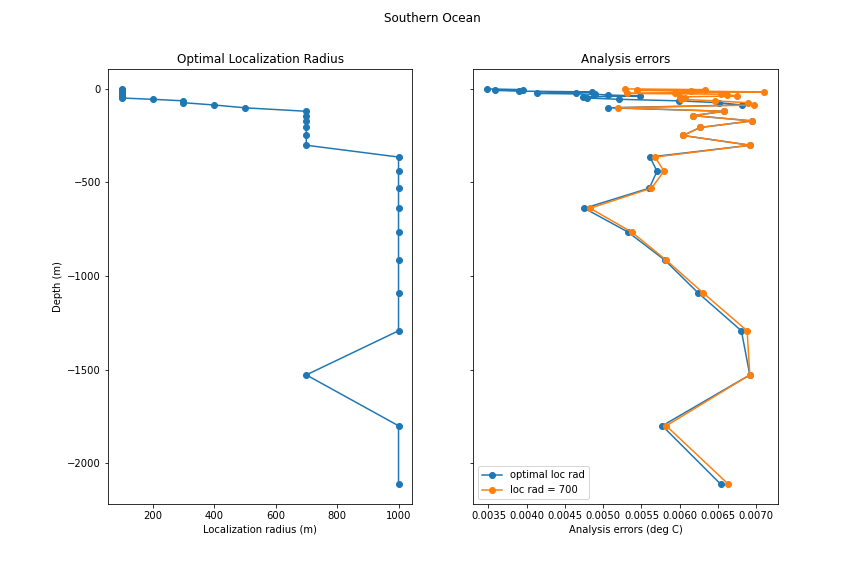 Southern Ocean
Optimal Localization Radius
Analysis errors
0
−500
−1000
−1500
−2000
Depth (m)
200
400
600
800
1000
Localization radius (m)
optimal loc rad
loc rad = 700
0.0035
0.0040
0.0045
0.0050
0.0055
0.0060
0.0065
0.0070
Analysis errors (deg C)